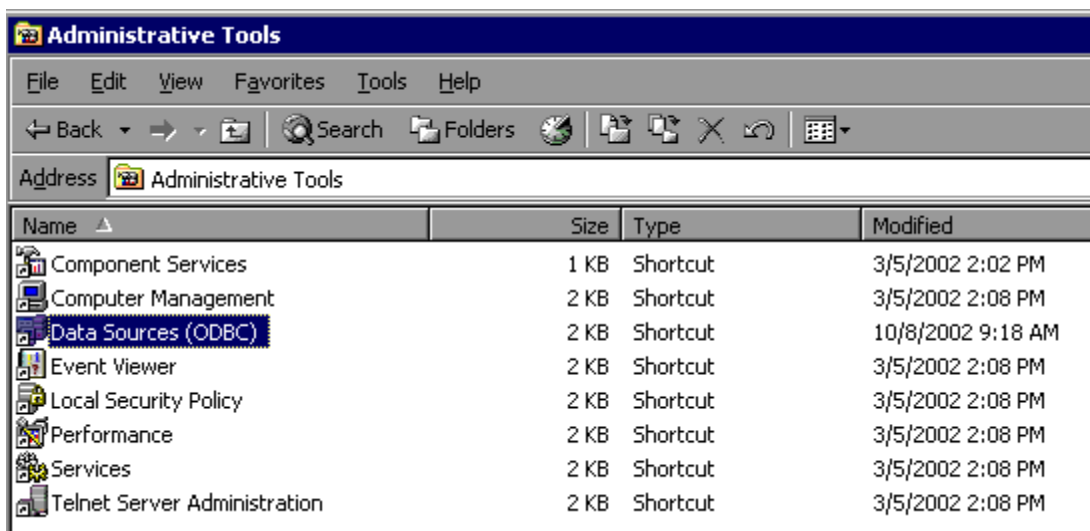 Administrative Tools
File Edit View Favorites Tools Help
Back Search Folders
Address Administrative Tools
Name Size Type Modified
Component Services 1 KB Shortcut 3/5/2002 2:02 PM
Computer Management 2 KB Shortcut 3/5/2002 2:08 PM
Data Sources (ODBC) 2 KB Shortcut 10/8/2002 9:18 AM
Event Viewer 2 KB Shortcut 3/5/2002 2:08 PM
Local Security Policy 2 KB Shortcut 3/5/2002 2:08 PM
Performance 2 KB Shortcut 3/5/2002 2:08 PM
Services 2 KB Shortcut 3/5/2002 2:08 PM
Telnet Server Administration 2 KB Shortcut 3/5/2002 2:08 PM